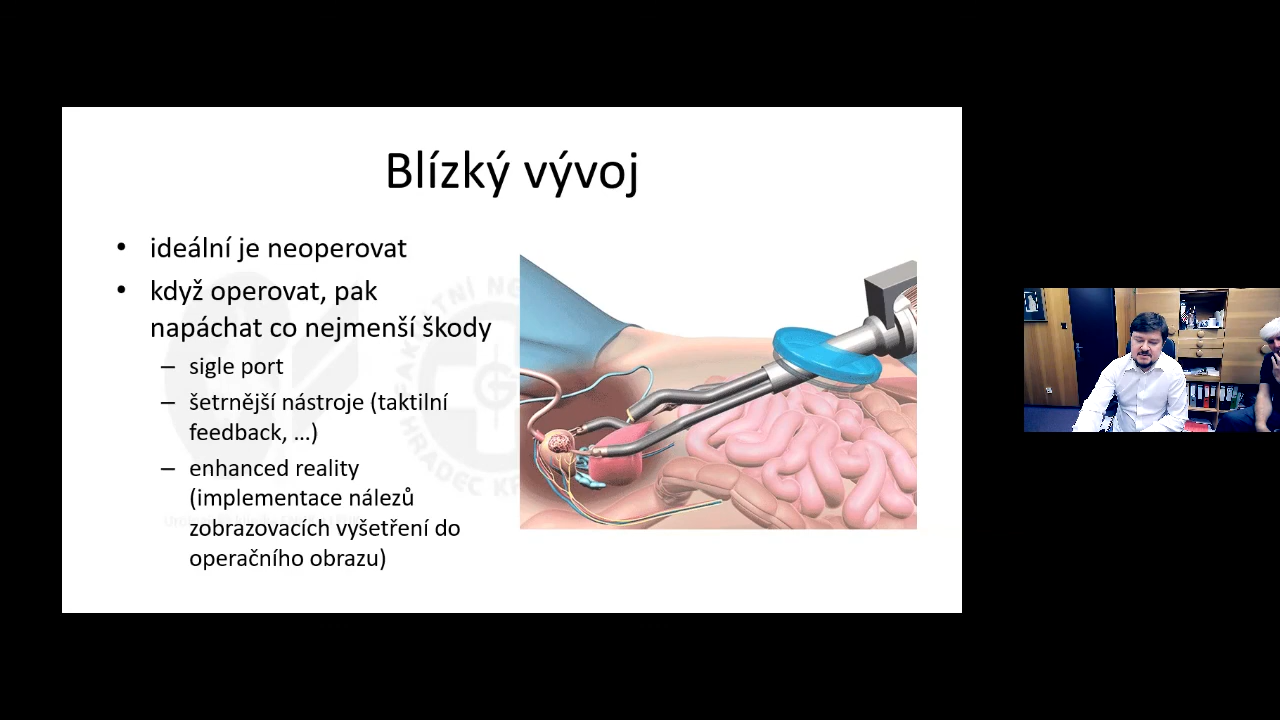 Blízký vývoj
• ideální je neoperovat
• když operovat, pak
napáchat co nejmenší škody
– sigle port
– šetrnější nástroje (taktilní
feedback, …)
– enhanced reality
(implementace nálezů
zobrazovacích vyšetření do
operačního obrazu)